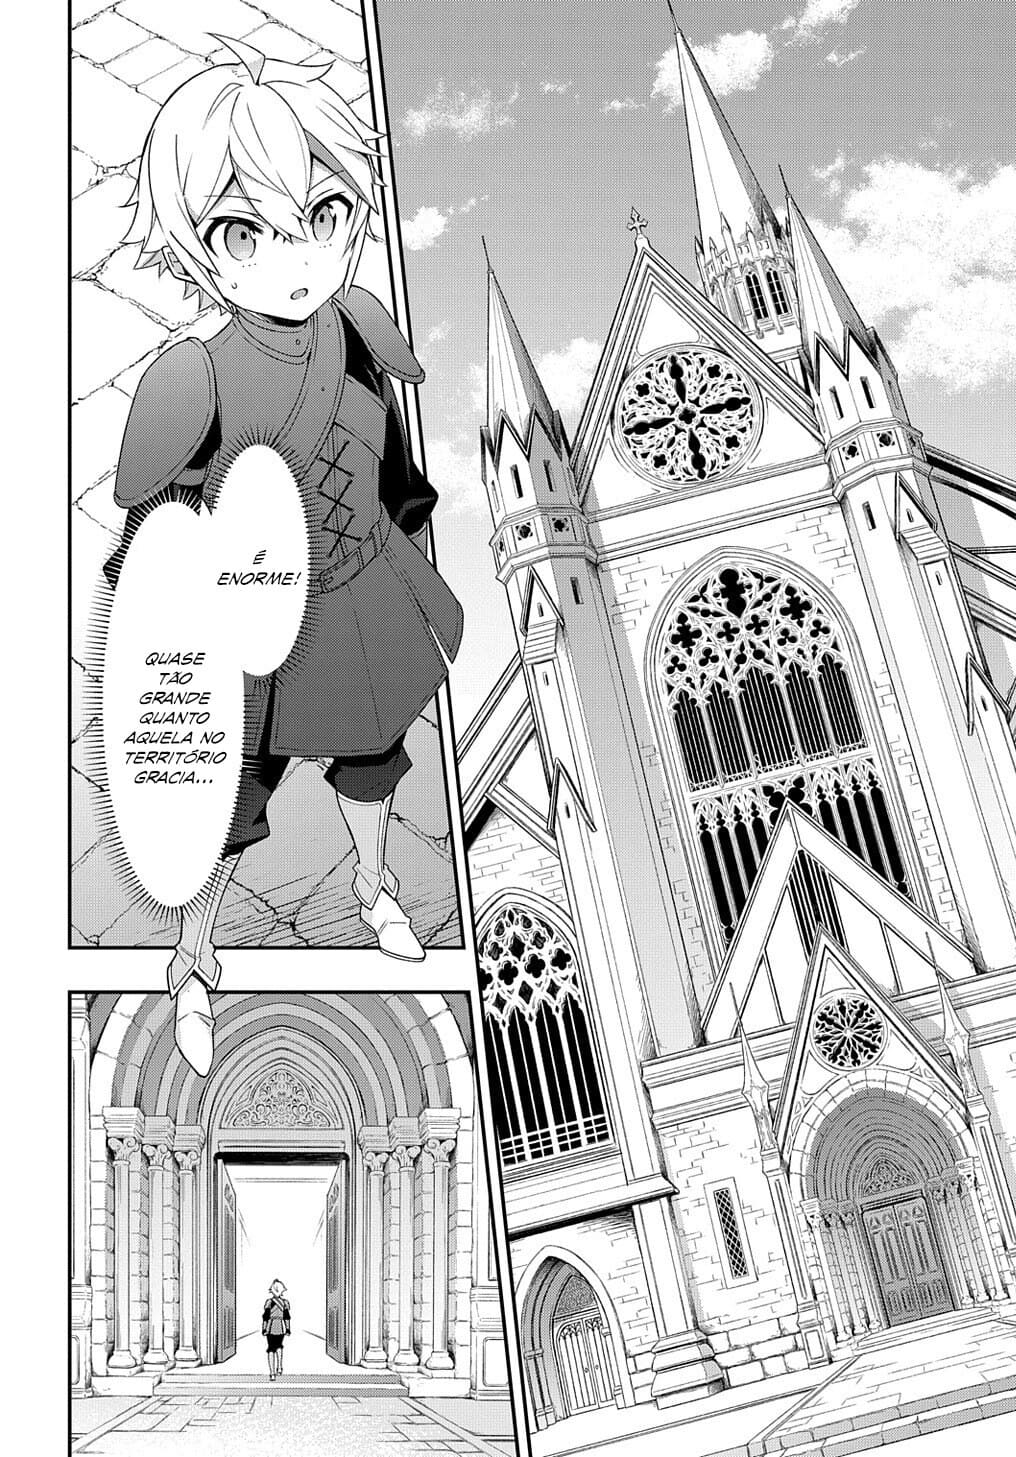 É
ENORME!
QUASE
TÃO
GRANDE
QUANTO
AQUELA NO
TERRITÓRIO
GRACIA...